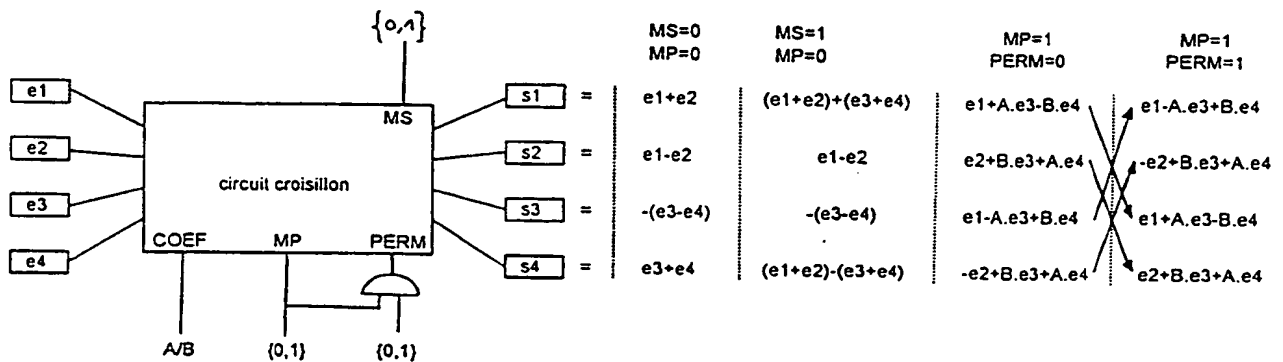 {0,1}
MS=0 MS=1 MP=1 MP=1
MP=0 MP=0 PERM=0 PERM=1
e1 MS s1 = e1+e2 (e1+e2)+(e3+e4) e1+A.e3-B.e4 e1-A.e3+B.e4
e2 s2 = e1-e2 e1-e2 e2+B.e3+A.e4 -e2+B.e3+A.e4
circuit croisillon
e3 s3 = -(e3-e4) -(e3-e4) e1-A.e3+B.e4 e1+A.e3-B.e4
COEF MP PERM
e4 s4 = e3+e4 (e1+e2)-(e3+e4) -e2+B.e3+A.e4 e2+B.e3+A.e4
A/B {0,1} {0,1}